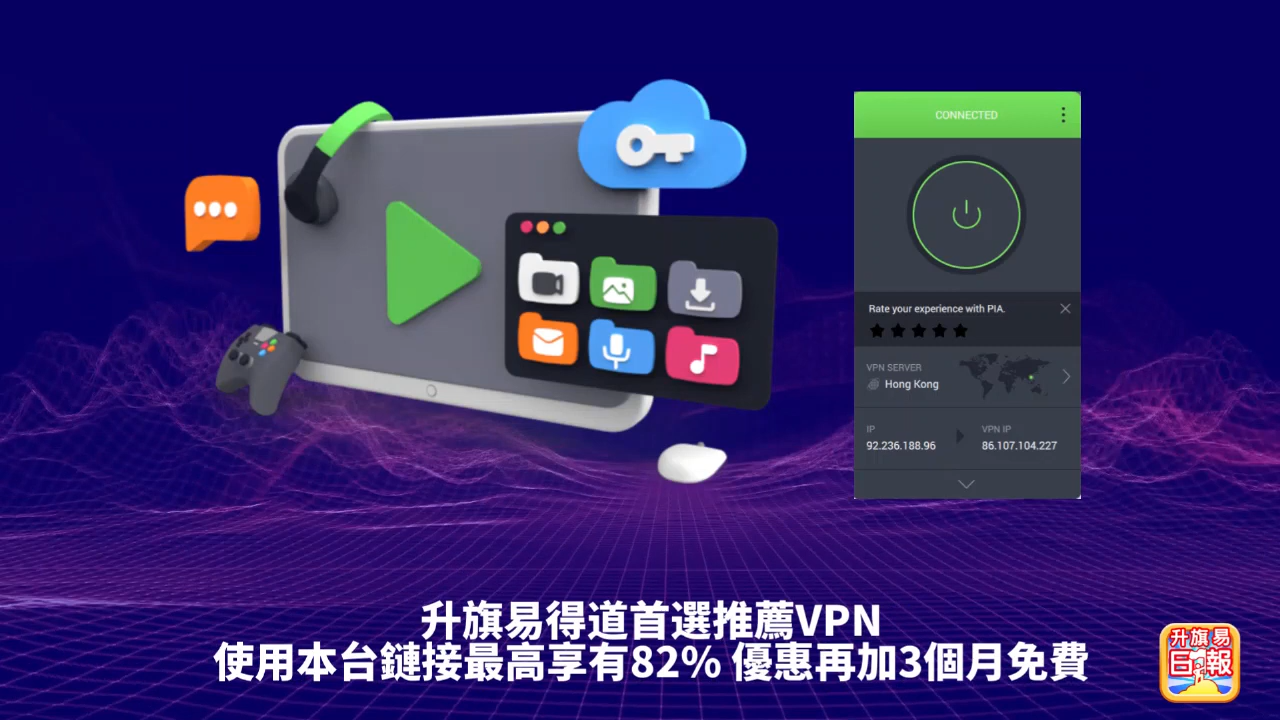 CONNECTED
Rate your experience with PIA.
VPN SERVER
Hong Kong
IP
92.236.188.96
VPN IP
86.107.104.227
升旗易得道首選推薦VPN
使用本台鏈接最高享有82% 優惠再加3個月免費
升旗易
日報